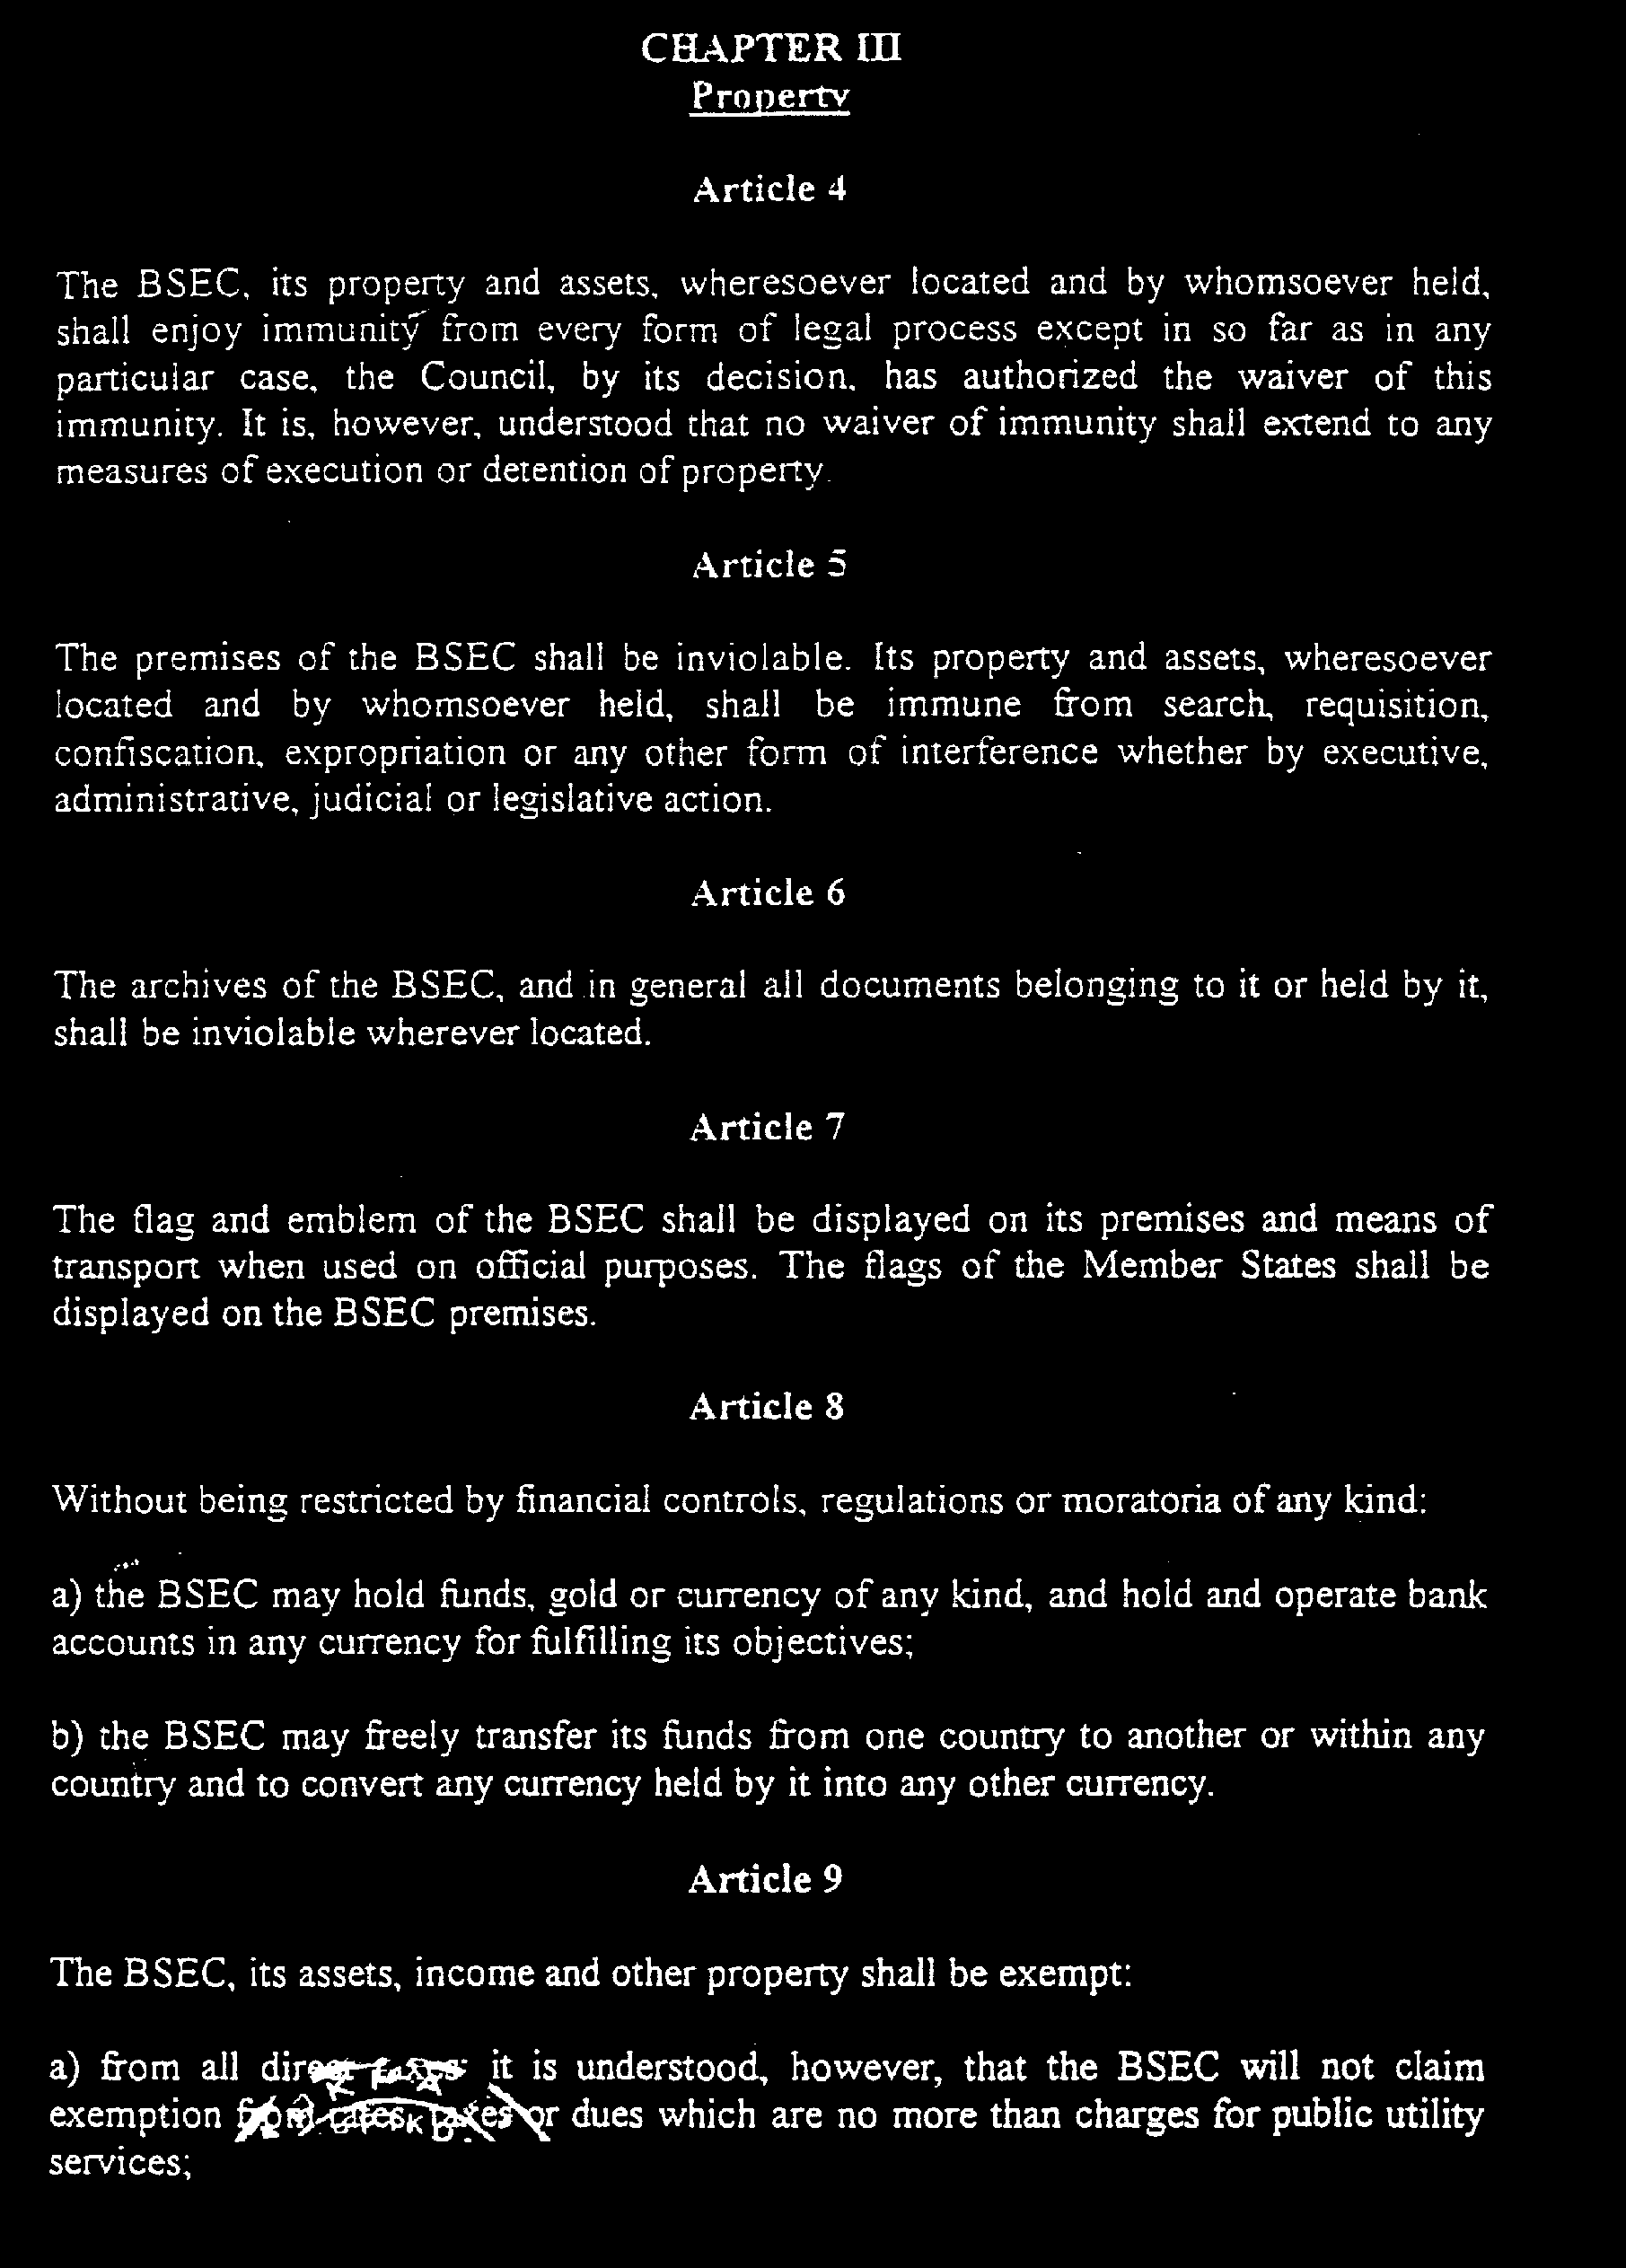 CHAPTER III
Property
Article 4
The BSEC, its property and assets, wheresoever located and by whomsoever held,
shall enjoy immunity from every form of legal process except in so far as in any
particular case, the Council, by its decision, has authorized the waiver of this
immunity. It is, however, understood that no waiver of immunity shall extend to any
measures of execution or detention of property.
Article 5
The premises of the BSEC shall be inviolable. Its property and assets, wheresoever
located and by whomsoever held, shall be immune from search, requisition,
confiscation, expropriation or any other form of interference whether by executive,
administrative, judicial or legislative action.
Article 6
The archives of the BSEC, and in general all documents belonging to it or held by it,
shall be inviolable wherever located.
Article 7
The flag and emblem of the BSEC shall be displayed on its premises and means of
transport when used on official purposes. The flags of the Member States shall be
displayed on the BSEC premises.
Article 8
Without being restricted by financial controls, regulations or moratoria of any kind:
a) the BSEC may hold funds, gold or currency of any kind, and hold and operate bank
accounts in any currency for fulfilling its objectives;
b) the BSEC may freely transfer its funds from one country to another or within any
country and to convert any currency held by it into any other currency.
Article 9
The BSEC, its assets, income and other property shall be exempt:
a) from all it is understood, however, that the BSEC will not claim
exemption or dues which are no more than charges for public utility
services;